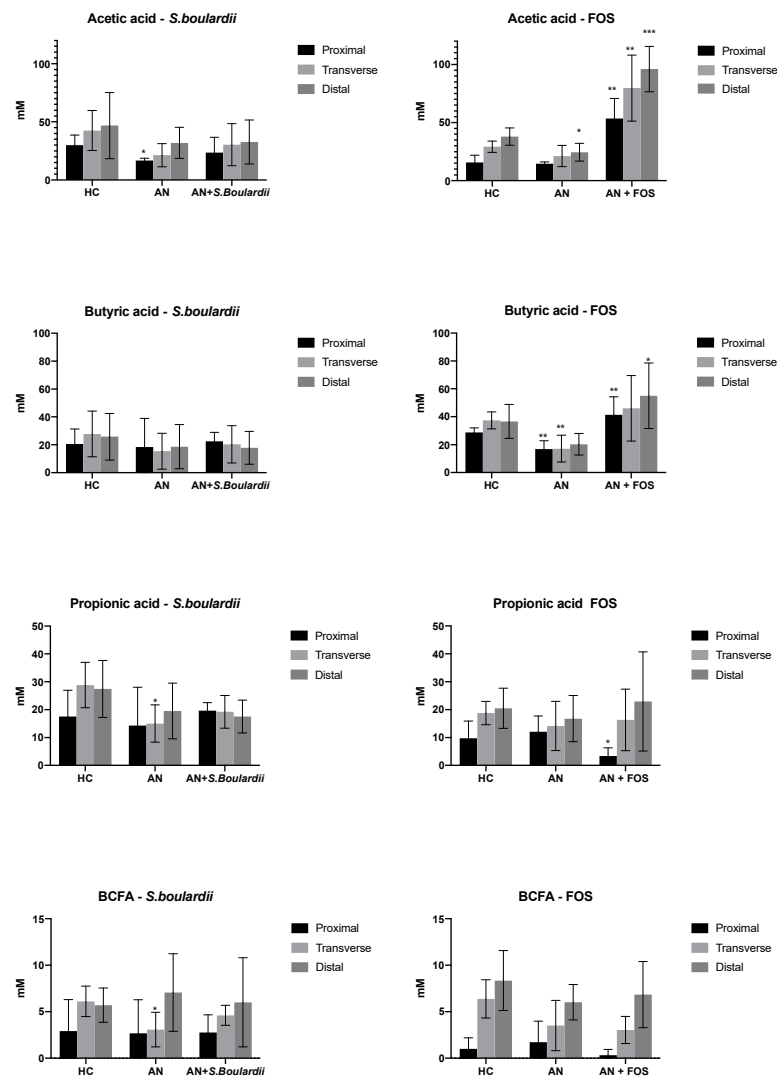 Acetic acid - S.boulardii
mM
100
50
0
*
HC
AN
AN+S.Boulardii
Proximal
Transverse
Distal
Acetic acid - FOS
mM
100
50
0
*
**
**
***
HC
AN
AN + FOS
Proximal
Transverse
Distal
Butyric acid - S.boulardii
mM
100
80
60
40
20
0
HC
AN
AN+S.Boulardii
Proximal
Transverse
Distal
Butyric acid - FOS
mM
100
80
60
40
20
0
**
**
**
*
HC
AN
AN + FOS
Proximal
Transverse
Distal
Propionic acid - S.boulardii
mM
50
40
30
20
10
0
*
HC
AN
AN+S.Boulardii
Proximal
Transverse
Distal
Propionic acid FOS
mM
50
40
30
20
10
0
*
HC
AN
AN + FOS
Proximal
Transverse
Distal
BCFA - S.boulardii
mM
15
10
5
0
*
HC
AN
AN+S.Boulardii
Proximal
Transverse
Distal
BCFA - FOS
mM
15
10
5
0
HC
AN
AN + FOS
Proximal
Transverse
Distal